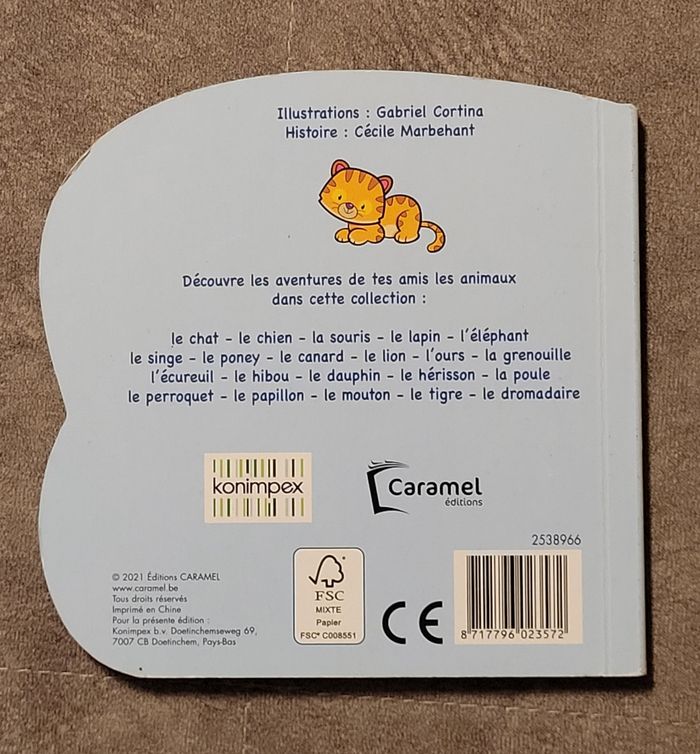 Illustrations : Gabriel Cortina
Histoire : Cécile Marbehant
Découvre les aventures de tes amis les animaux
dans cette collection :
le chat - le chien - la souris - le lapin - l'éléphant
le singe - le poney - le canard - le lion - l'ours - la grenouille
l'écureuil - le hibou - le dauphin - le hérisson - la poule
le perroquet - le papillon - le mouton - le tigre - le dromadaire
konimpex
Caramel
éditions
2538966
© 2021 Éditions CARAMEL
www.caramel.be
Tous droits réservés
Imprimé en Chine
Pour la présente édition :
Konimpex b.v. Doetinchemseweg 69,
7007 CB Doetinchem, Pays-Bas
FSC
MIXTE
Papier
FSC® C008551
CE
8 717796 023572